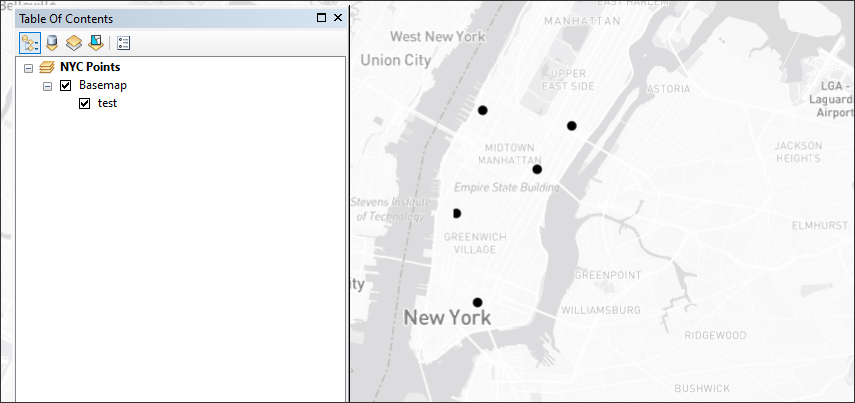 Belleville
Table Of Contents
NYC Points
Basemap
test
EAST HARLEM
MANHATTAN
West New York
Union City
UPPER
EAST SIDE
ASTORIA
LGA -
Laguard
Airport
MIDTOWN
MANHATTAN
JACKSON
HEIGHTS
Empire State Building
Stevens Institute
of Technology
ELMHURST
GREENWICH
VILLAGE
GREENPOINT
ity
WILLIAMSBURG
New York
RIDGEWOOD
BUSHWICK